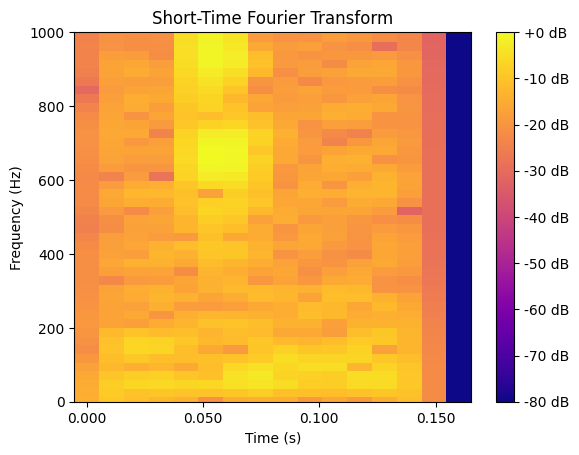 Short-Time Fourier Transform
1000
800
600
400
200
0
Frequency (Hz)
0.000
0.050
0.100
0.150
Time (s)
+0 dB
-10 dB
-20 dB
-30 dB
-40 dB
-50 dB
-60 dB
-70 dB
-80 dB